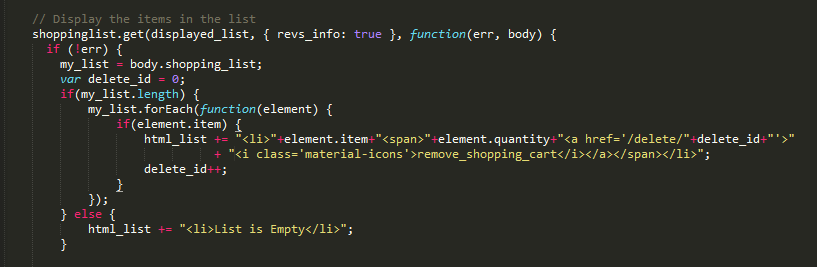 // Display the items in the list
shoppinglist.get(displayed_list, { revs_info: true }, function(err, body) {
if (!err) {
my_list = body.shopping_list;
var delete_id = 0;
if(my_list.length) {
my_list.forEach(function(element) {
if(element.item) {
html_list += "<li>"+element.item+"<span>"+element.quantity+"<a href='/delete/"+delete_id+"'>"
+ "<i class='material-icons'>remove_shopping_cart</i></a></span></li>";
delete_id++;
}
});
} else {
html_list += "<li>List is Empty</li>";
}